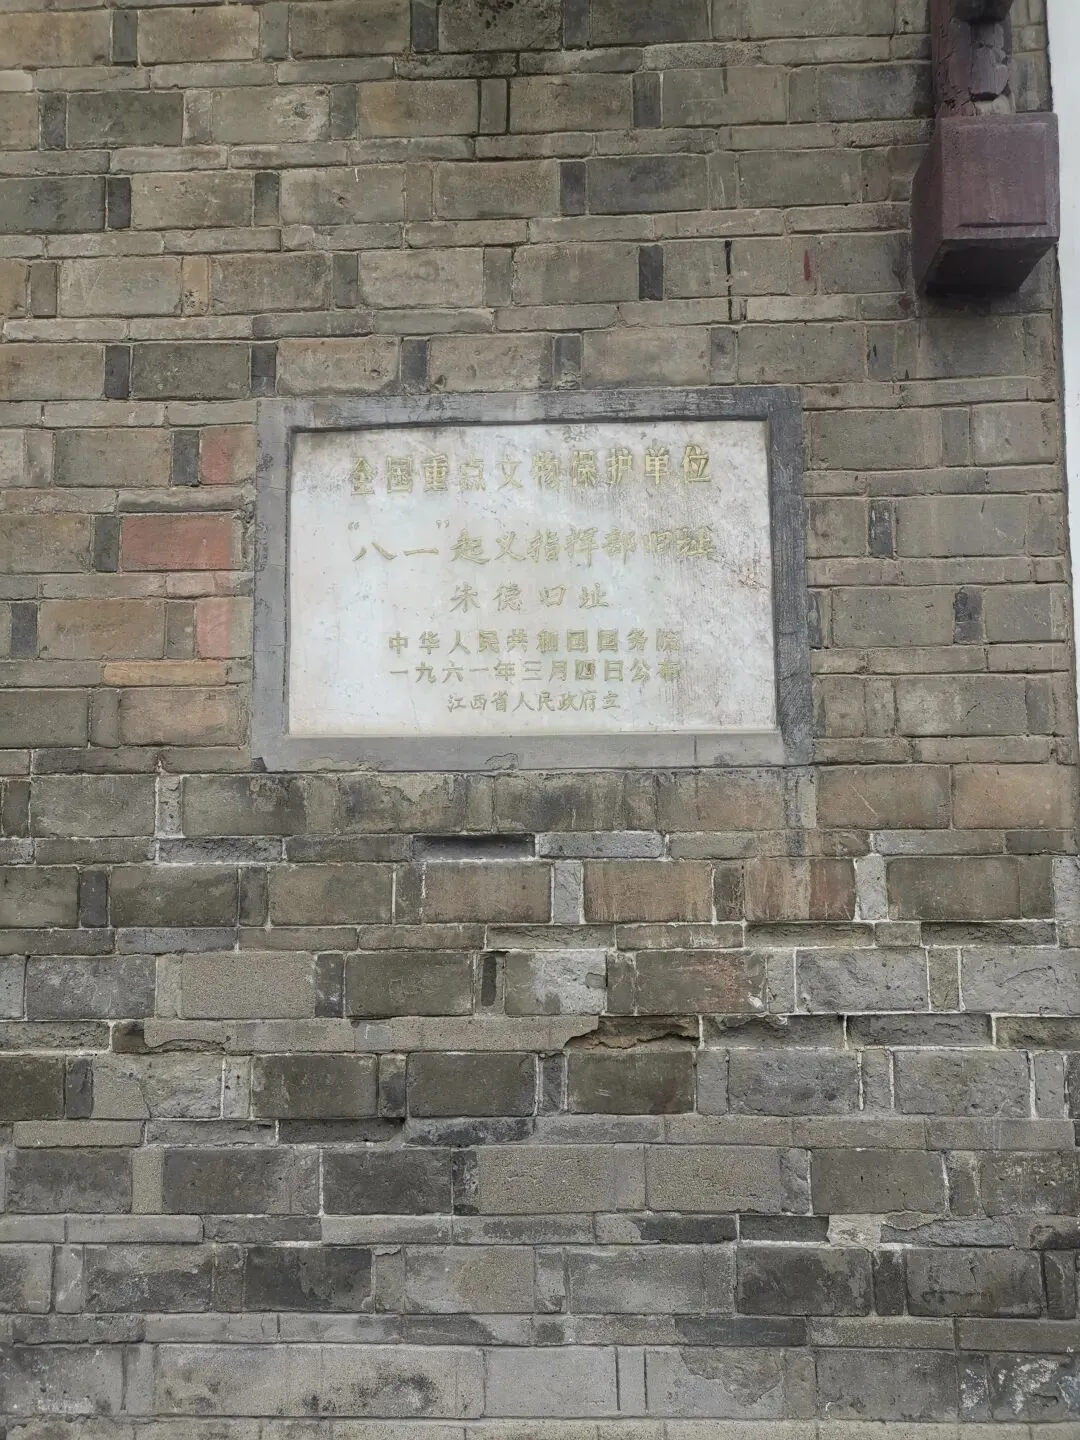 全国重点文物保护单位
“八一”起义指挥部旧址
朱德旧址
中华人民共和国国务院
一九六一年三月四日公布
江西省人民政府立